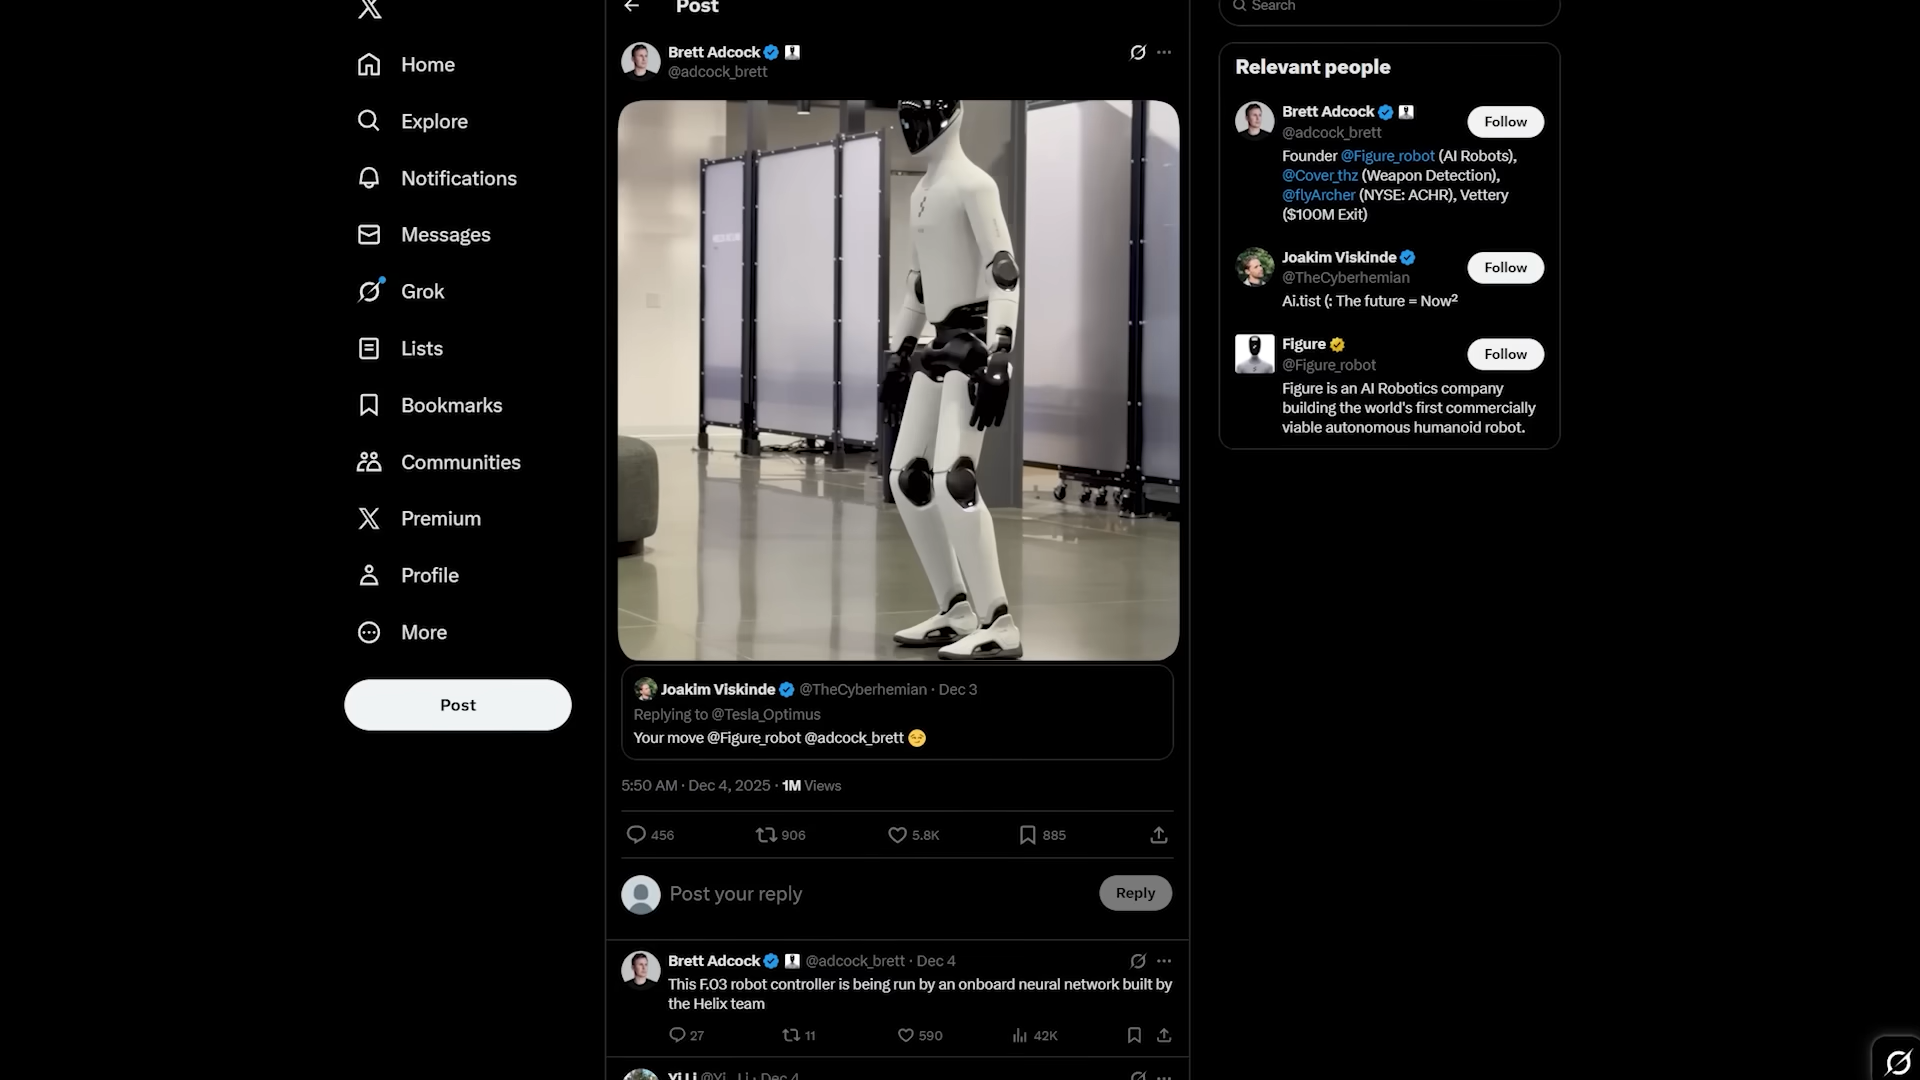 Home
Explore
Notifications
Messages
Grok
Lists
Bookmarks
Communities
Premium
Profile
More
Post
Post
Brett Adcock
@adcock_brett
Joakim Viskinde @TheCyberhemian · Dec 3
Replying to @Tesla_Optimus
Your move @Figure_robot @adcock_brett 😏
5:50 AM · Dec 4, 2025 · 1M Views
456 906 5.8K 885
Post your reply
Reply
Brett Adcock @adcock_brett · Dec 4
This F.03 robot controller is being run by an onboard neural network built by
the Helix team
27 11 590 42K
Yi Li @Yi__Li · Dec 4
Search
Relevant people
Brett Adcock
@adcock_brett
Follow
Founder @Figure_robot (AI Robots),
@Cover_thz (Weapon Detection),
@flyArcher (NYSE: ACHR), Vettery
($100M Exit)
Joakim Viskinde
@TheCyberhemian
Follow
Ai.tist (: The future = Now²
Figure
@Figure_robot
Follow
Figure is an AI Robotics company
building the world's first commercially
viable autonomous humanoid robot.